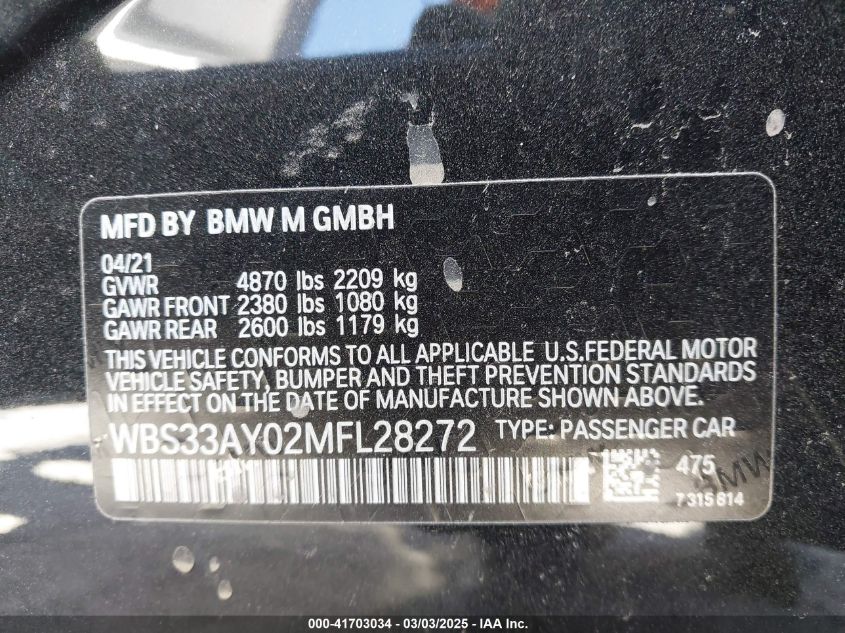 MFD BY BMW M GMBH
04/21
GVWR 4870 lbs 2209 kg
GAWR FRONT 2380 lbs 1080 kg
GAWR REAR 2600 lbs 1179 kg
THIS VEHICLE CONFORMS TO ALL APPLICABLE U.S.FEDERAL MOTOR
VEHICLE SAFETY, BUMPER AND THEFT PREVENTION STANDARDS
IN EFFECT ON THE DATE OF MANUFACTURE SHOWN ABOVE.
WBS33AY02MFL28272 TYPE: PASSENGER CAR
475
BMW
7315814
000-41703034 / 03/03/2025 - IAA Inc.